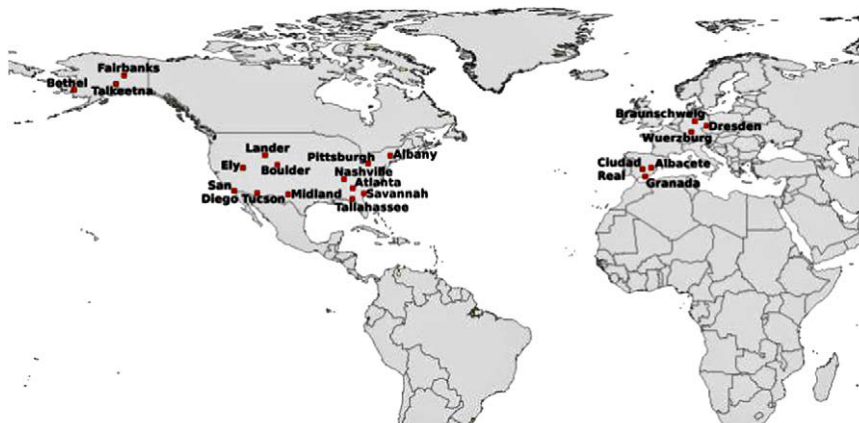 Fairbanks
Bethel
Talkeetna
Braunschweig
Dresden
Wuerzburg
Lander
Pittsburgh
Albany
Ely
Boulder
Nashville
Ciudad
Real
Albacete
Granada
San
Diego
Tucson
Midland
Atlanta
Savannah
Tallahassee